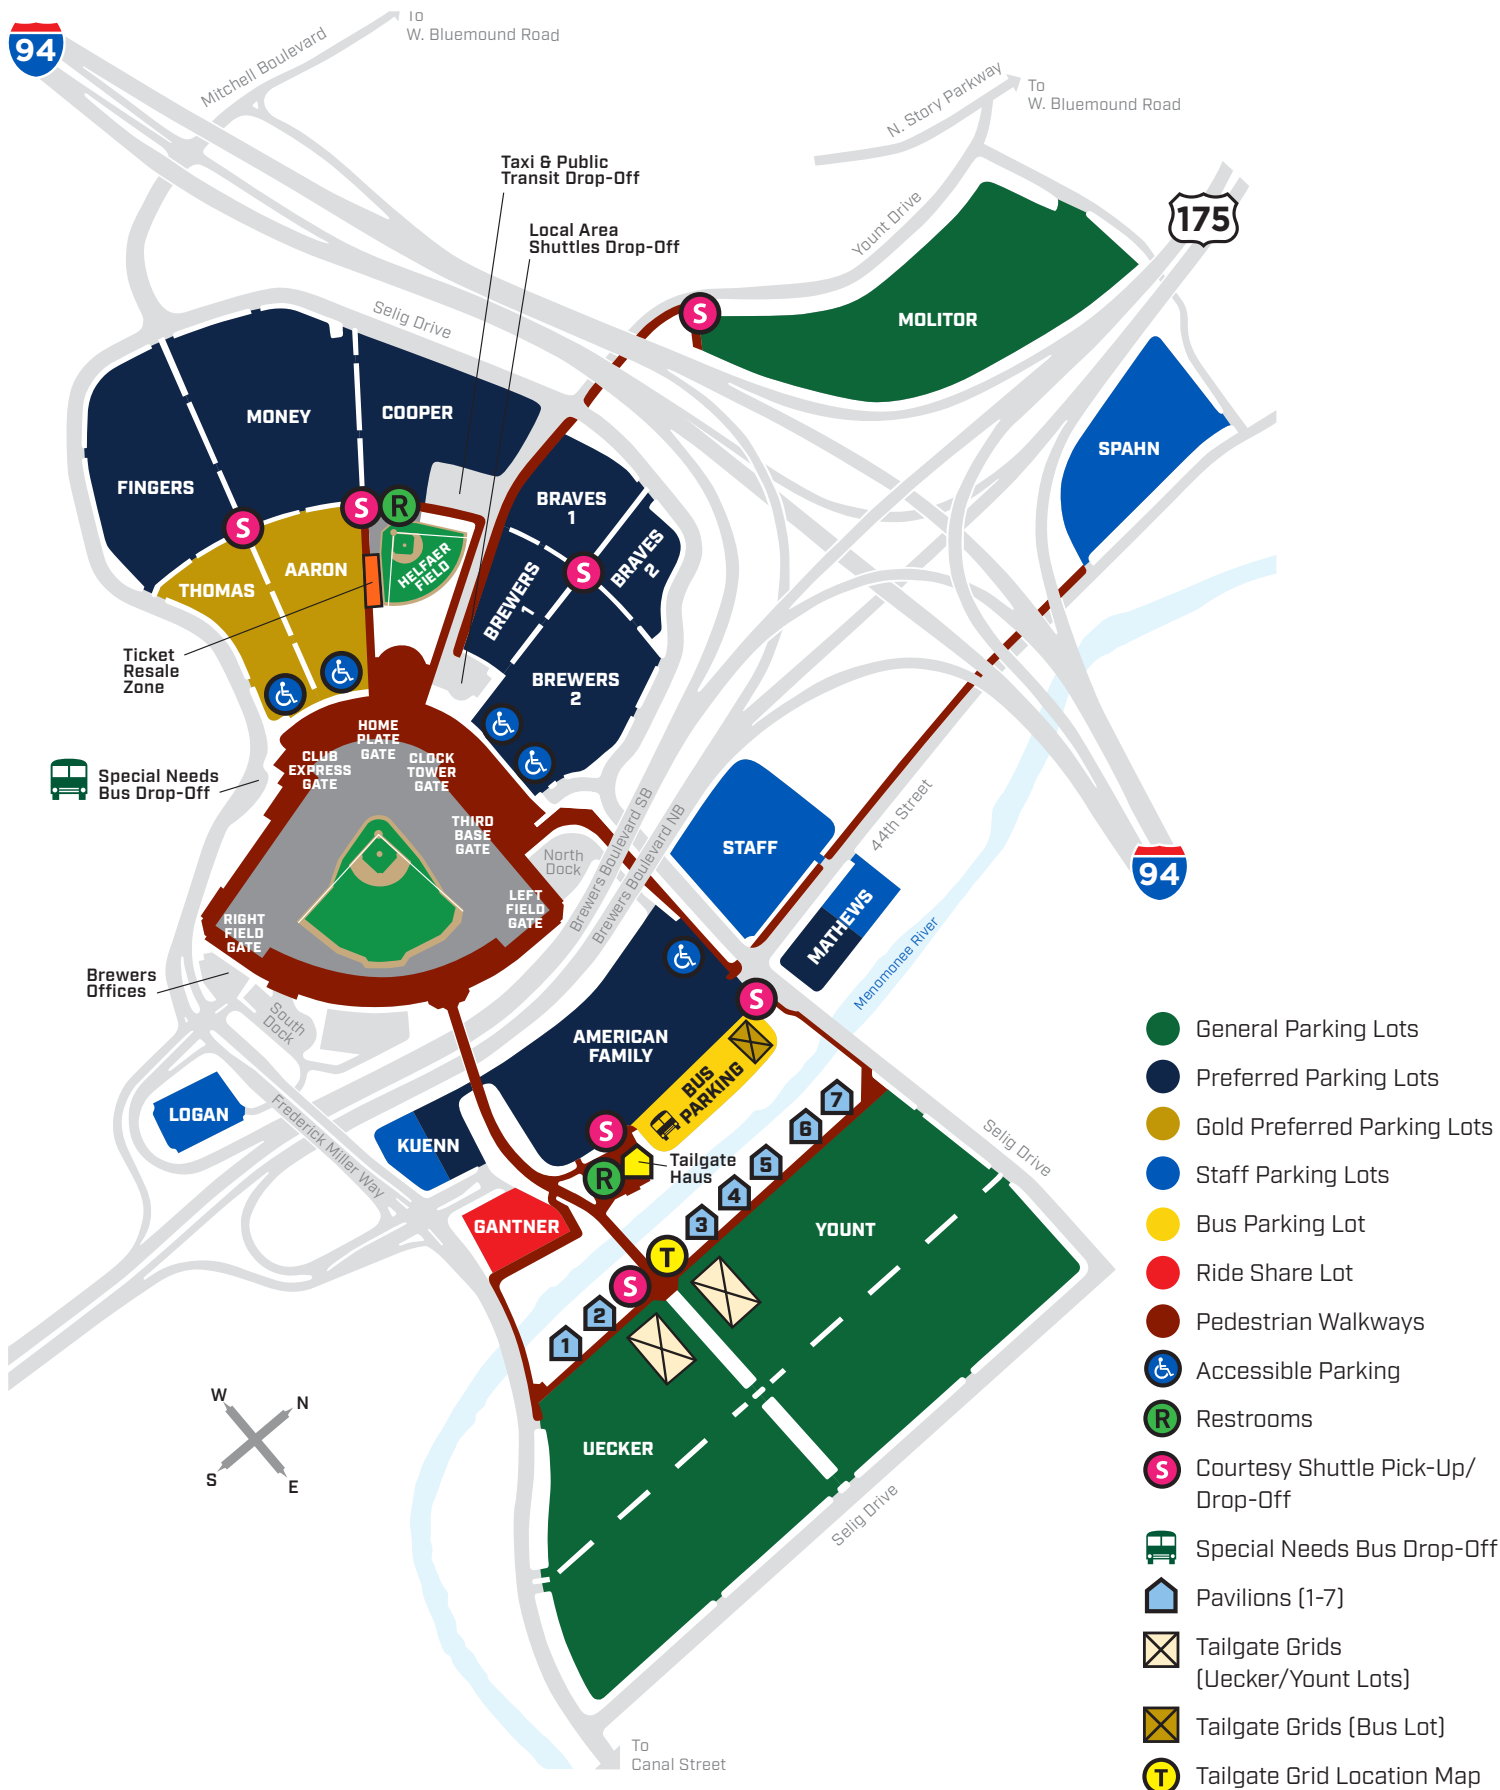 To
W. Bluemound Road
94
Mitchell Boulevard
N. Story Parkway
To
W. Bluemound Road
Taxi & Public
Transit Drop-Off
Local Area
Shuttles Drop-Off
175
Yount Drive
Selig Drive
S
MOLITOR
MONEY
COOPER
SPAHN
FINGERS
BRAVES
1
S
R
S
BRAVES
2
HELFAER
FIELD
AARON
S
THOMAS
BREWERS
1
Ticket
Resale
Zone
BREWERS
2
HOME
PLATE
GATE
CLUB
EXPRESS
GATE
CLOCK
TOWER
GATE
Special Needs
Bus Drop-Off
THIRD
BASE
GATE
North
Dock
Brewers Boulevard SB
Brewers Boulevard NB
STAFF
44th Street
94
LEFT
FIELD
GATE
RIGHT
FIELD
GATE
MATHEWS
Menomonee River
Brewers
Offices
South
Dock
S
AMERICAN
FAMILY
BUS
PARKING
LOGAN
Frederick Miller Way
KUENN
S
R
Tailgate
Haus
7
6
5
4
3
Selig Drive
GANTNER
YOUNT
T
S
2
1
W
N
S
E
UECKER
Selig Drive
To
Canal Street
General Parking Lots
Preferred Parking Lots
Gold Preferred Parking Lots
Staff Parking Lots
Bus Parking Lot
Ride Share Lot
Pedestrian Walkways
Accessible Parking
R
Restrooms
S
Courtesy Shuttle Pick-Up/
Drop-Off
Special Needs Bus Drop-Off
Pavilions (1-7)
Tailgate Grids
(Uecker/Yount Lots)
Tailgate Grids (Bus Lot)
T
Tailgate Grid Location Map